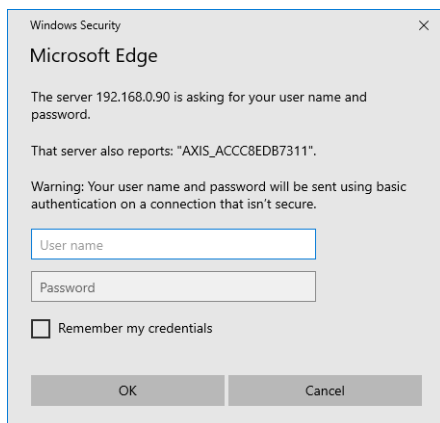 Windows Security
Microsoft Edge
The server 192.168.0.90 is asking for your user name and
password.
That server also reports: "AXIS_ACCC8EDB7311".
Warning: Your user name and password will be sent using basic
authentication on a connection that isn't secure.
User name
Password
Remember my credentials
OK
Cancel